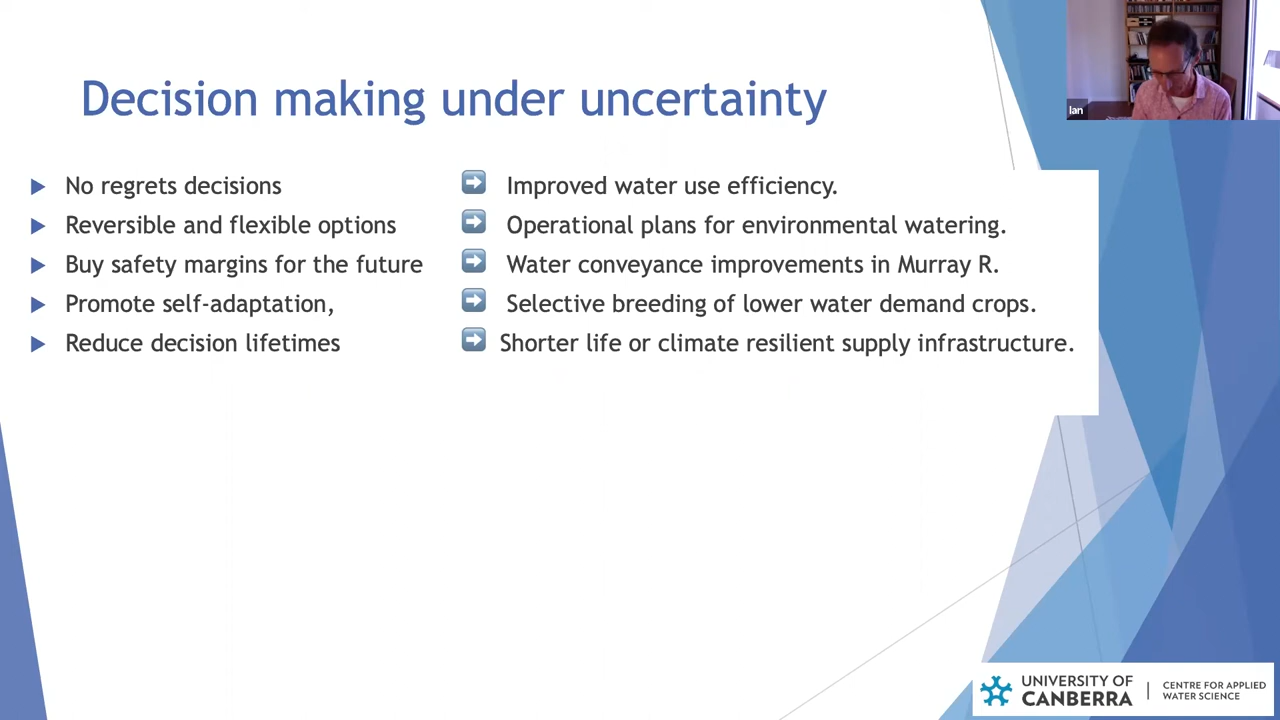 Decision making under uncertainty
Ian
No regrets decisions
Improved water use efficiency.
Reversible and flexible options
Operational plans for environmental watering.
Buy safety margins for the future
Water conveyance improvements in Murray R.
Promote self-adaptation,
Selective breeding of lower water demand crops.
Reduce decision lifetimes
Shorter life or climate resilient supply infrastructure.
UNIVERSITY OF
CANBERRA
CENTRE FOR APPLIED
WATER SCIENCE